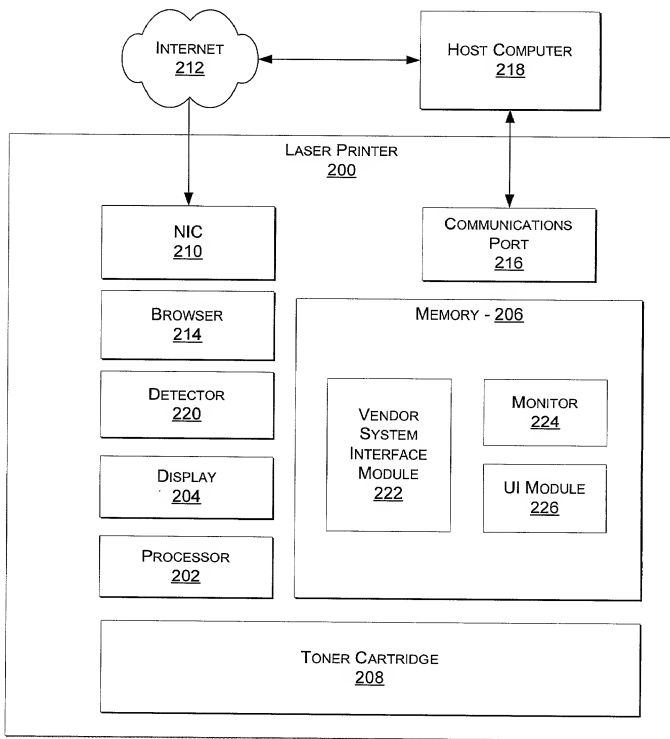 INTERNET
212
HOST COMPUTER
218
LASER PRINTER
200
NIC
210
COMMUNICATIONS
PORT
216
BROWSER
214
MEMORY - 206
DETECTOR
220
VENDOR
SYSTEM
INTERFACE
MODULE
222
MONITOR
224
DISPLAY
204
UI MODULE
226
PROCESSOR
202
TONER CARTRIDGE
208